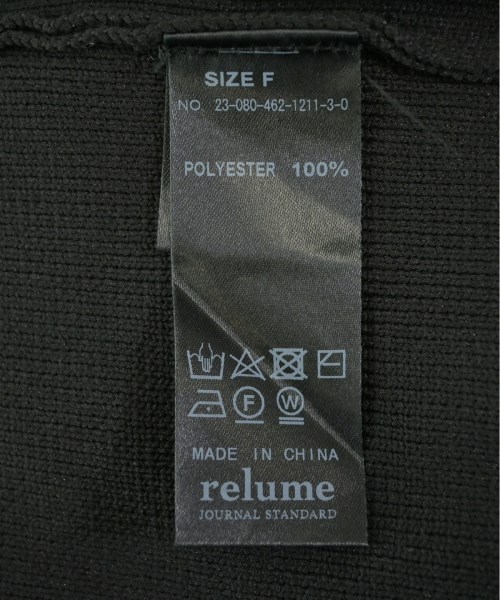 SIZE F
NO. 23-080-462-1211-3-0
POLYESTER 100%
F W
MADE IN CHINA
relume
JOURNAL STANDARD